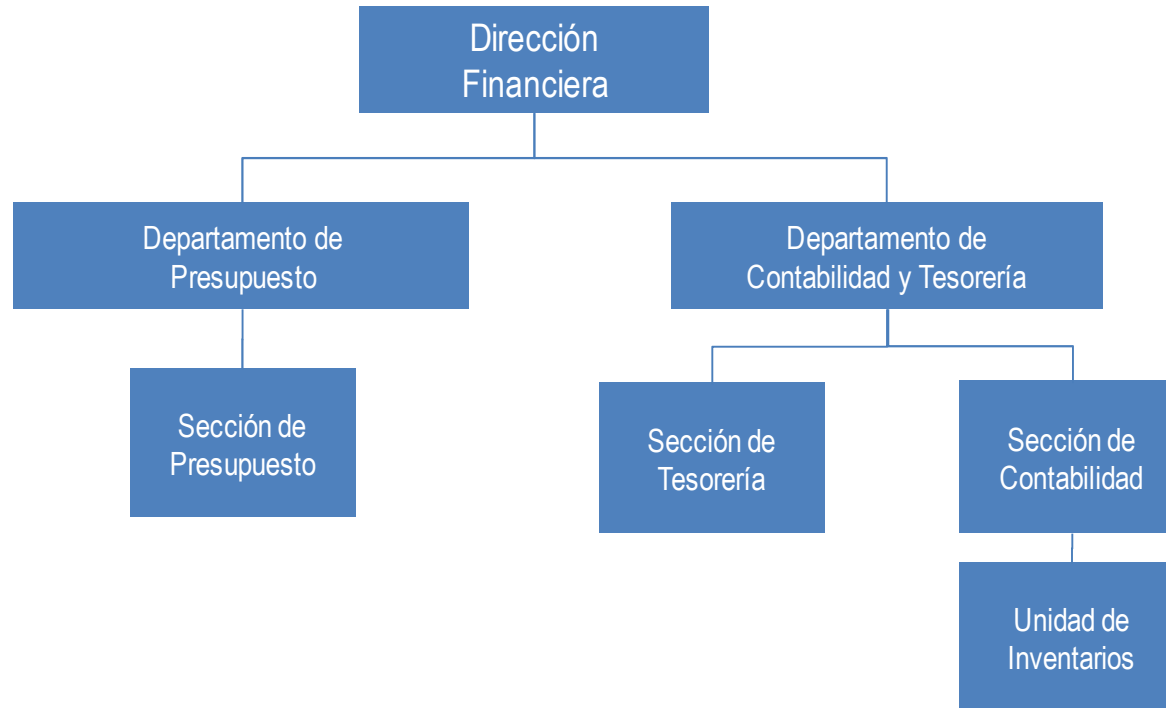 Dirección
Financiera
Departamento de
Presupuesto
Departamento de
Contabilidad y Tesorería
Sección de
Presupuesto
Sección de
Tesorería
Sección de
Contabilidad
Unidad de
Inventarios